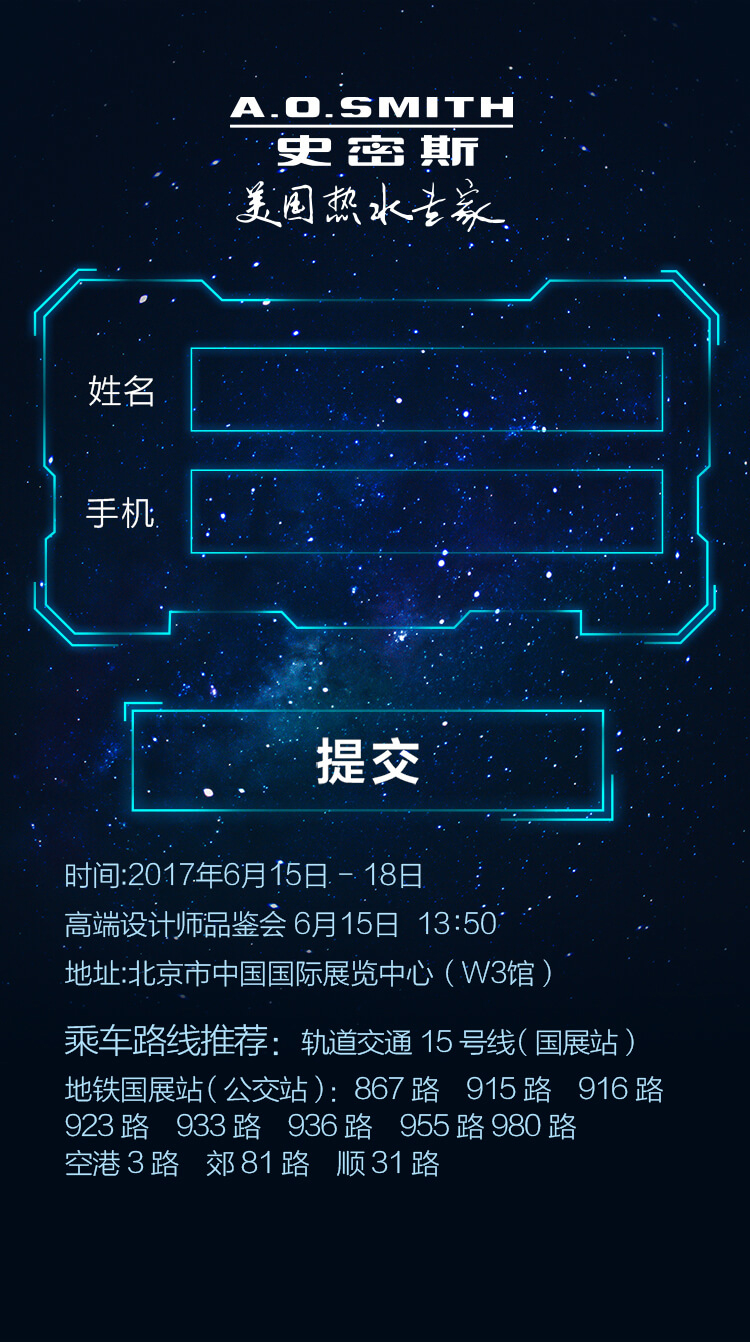 A.O.SMITH
史密斯
美国热水专家
姓名
手机
提交
时间:2017年6月15日 - 18日
高端设计师品鉴会 6月15日 13:50
地址:北京市中国国际展览中心（W3馆）
乘车路线推荐：轨道交通 15 号线（国展站）
地铁国展站（公交站）：867 路 915 路 916 路
923 路 933 路 936 路 955 路 980 路
空港 3 路 郊 81 路 顺 31 路